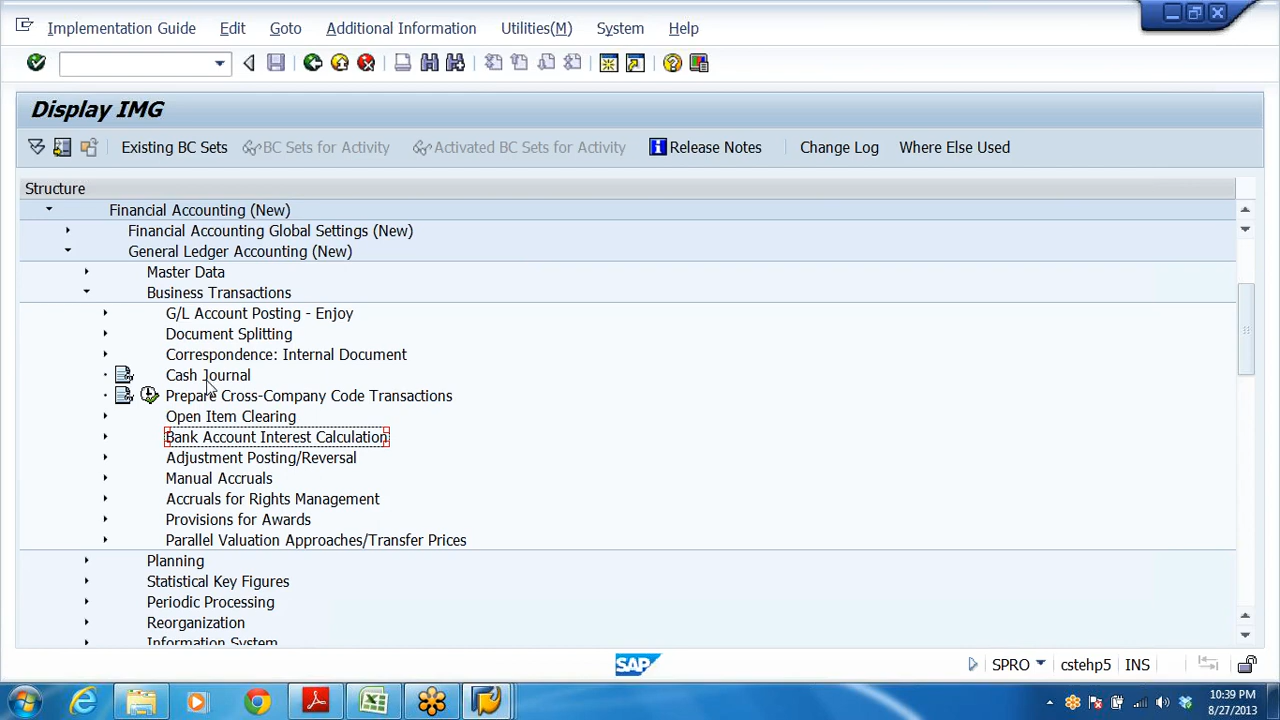 Implementation Guide Edit Goto Additional Information Utilities(M) System Help
Display IMG
Existing BC Sets BC Sets for Activity Activated BC Sets for Activity Release Notes Change Log Where Else Used
Structure
Financial Accounting (New)
Financial Accounting Global Settings (New)
General Ledger Accounting (New)
Master Data
Business Transactions
G/L Account Posting - Enjoy
Document Splitting
Correspondence: Internal Document
Cash Journal
Prepare Cross-Company Code Transactions
Open Item Clearing
Bank Account Interest Calculation
Adjustment Posting/Reversal
Manual Accruals
Accruals for Rights Management
Provisions for Awards
Parallel Valuation Approaches/Transfer Prices
Planning
Statistical Key Figures
Periodic Processing
Reorganization
Information System
SAP SPRO cstehp5 INS
10:39 PM
8/27/2013